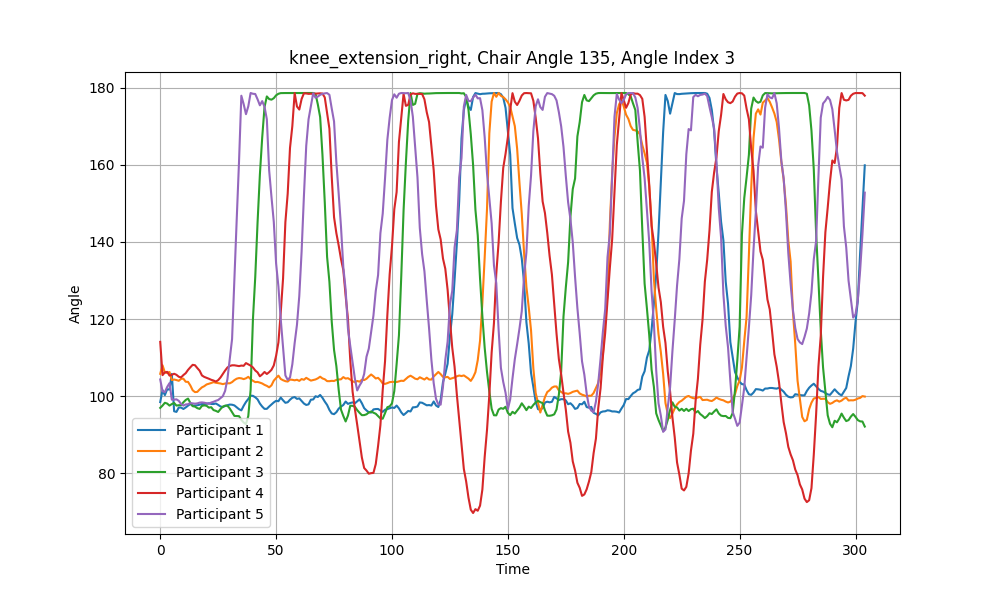 knee_extension_right, Chair Angle 135, Angle Index 3
Angle
180
160
140
120
100
80
Participant 1
Participant 2
Participant 3
Participant 4
Participant 5
0 50 100 150 200 250 300
Time